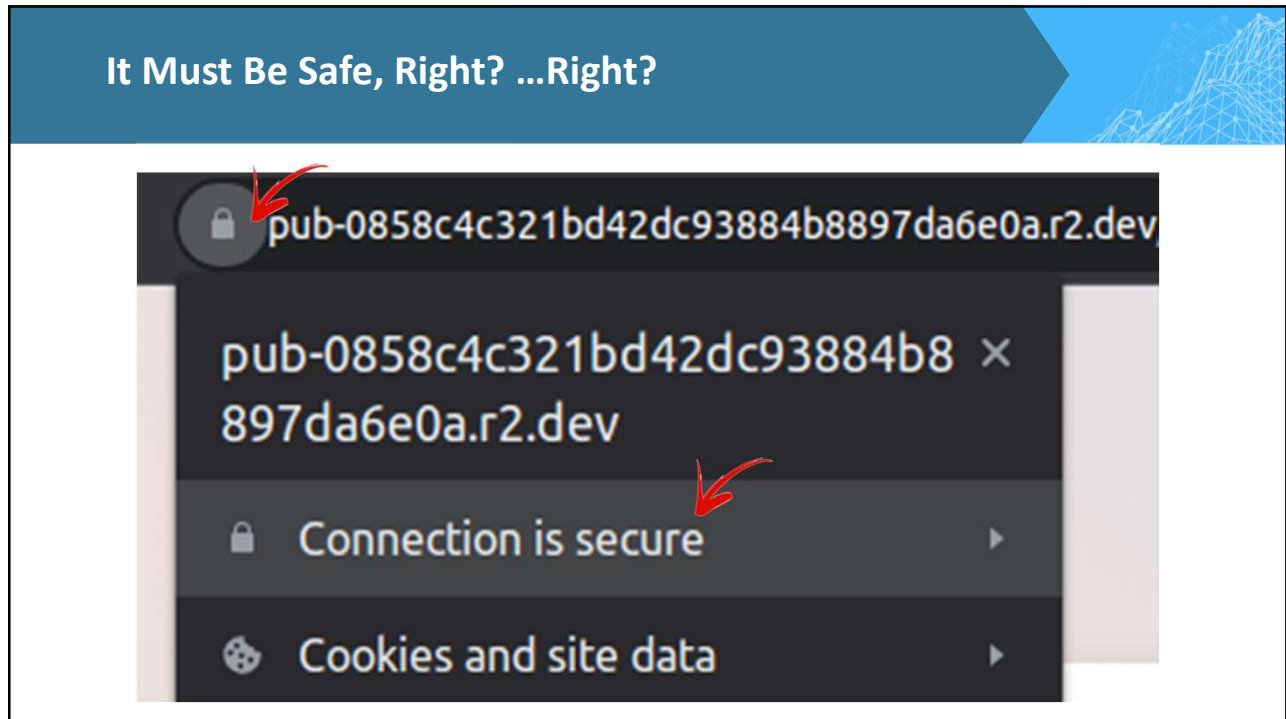 It Must Be Safe, Right? …Right?
pub-0858c4c321bd42dc93884b8897da6e0a.r2.dev
pub-0858c4c321bd42dc93884b8
897da6e0a.r2.dev
Connection is secure
Cookies and site data